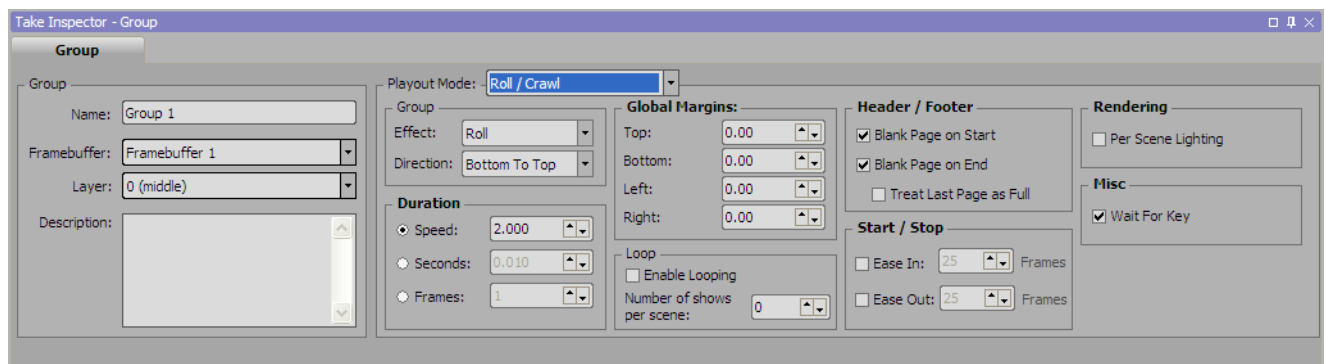 Take Inspector - Group
Group
Group
Name: Group 1
Framebuffer: Framebuffer 1
Layer: 0 (middle)
Description:
Playout Mode: Roll / Crawl
Group
Effect: Roll
Direction: Bottom To Top
Duration
Speed: 2.000
Seconds: 0.010
Frames: 1
Global Margins:
Top: 0.00
Bottom: 0.00
Left: 0.00
Right: 0.00
Loop
Enable Looping
Number of shows
per scene: 0
Header / Footer
Blank Page on Start
Blank Page on End
Treat Last Page as Full
Start / Stop
Ease In: 25 Frames
Ease Out: 25 Frames
Rendering
Per Scene Lighting
Misc
Wait For Key